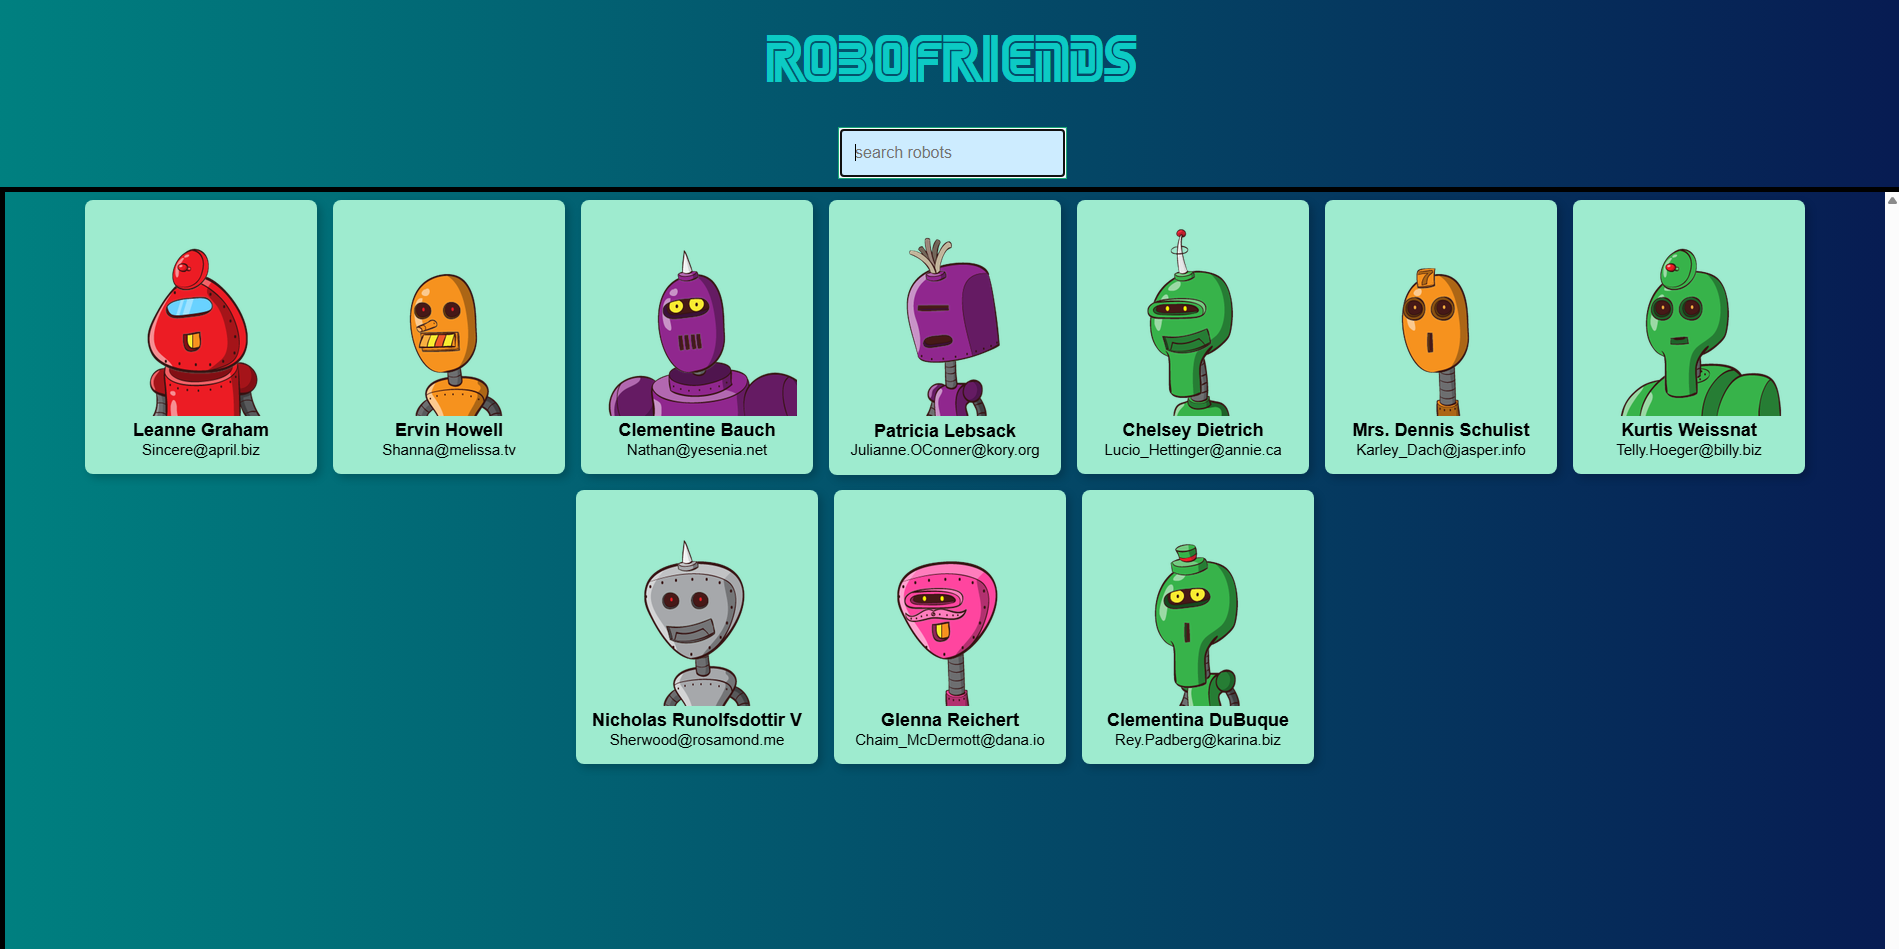 ROBOFRIENDS
search robots
7
Leanne Graham
Sincere@april.biz
Ervin Howell
Shanna@melissa.tv
Clementine Bauch
Nathan@yesenia.net
Patricia Lebsack
Julianne.OConner@kory.org
Chelsey Dietrich
Lucio_Hettinger@annie.ca
Mrs. Dennis Schulist
Karley_Dach@jasper.info
Kurtis Weissnat
Telly.Hoeger@billy.biz
Nicholas Runolfsdottir V
Sherwood@rosamond.me
Glenna Reichert
Chaim_McDermott@dana.io
Clementina DuBuque
Rey.Padberg@karina.biz